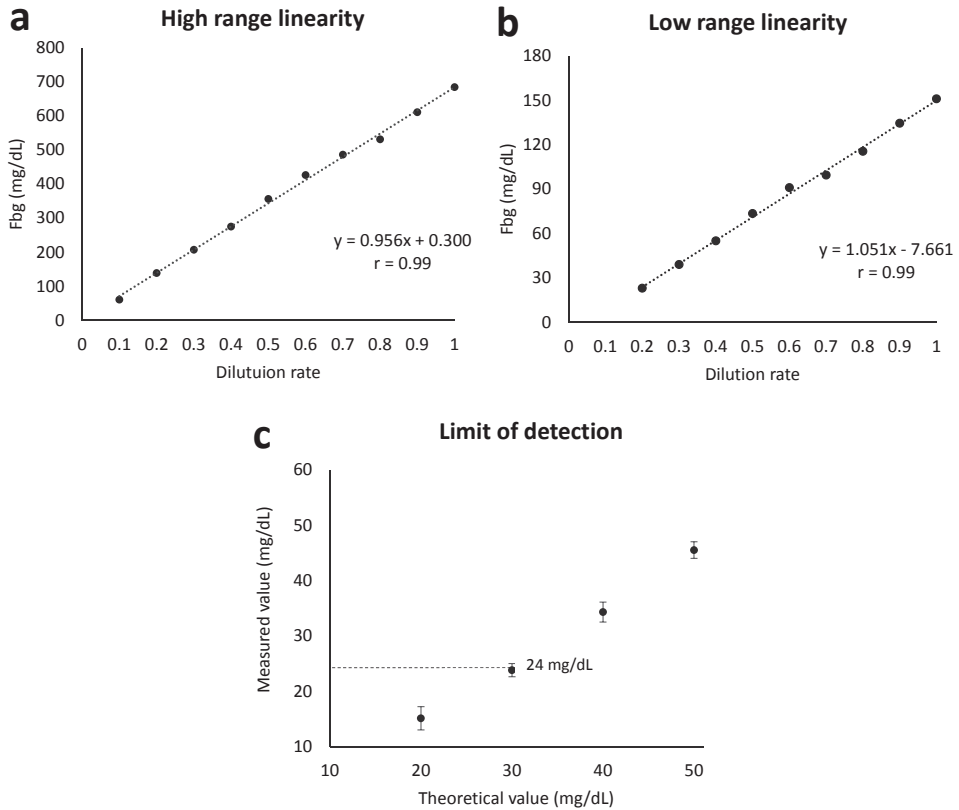 a
High range linearity
800
700
600
500
400
300
200
100
0
Fbg (mg/dL)
y = 0.956x + 0.300
r = 0.99
0 0.1 0.2 0.3 0.4 0.5 0.6 0.7 0.8 0.9 1
Dilutuion rate
b
Low range linearity
180
150
120
90
60
30
0
Fbg (mg/dL)
y = 1.051x - 7.661
r = 0.99
0 0.1 0.2 0.3 0.4 0.5 0.6 0.7 0.8 0.9 1
Dilution rate
c
Limit of detection
60
50
40
30
20
10
Measured value (mg/dL)
24 mg/dL
10 20 30 40 50
Theoretical value (mg/dL)